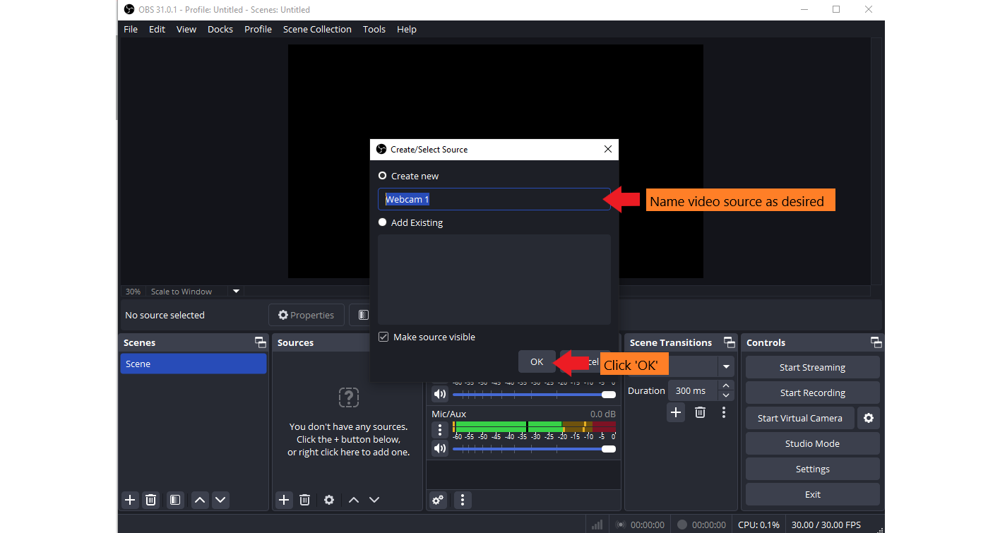 OBS 31.0.1 - Profile: Untitled - Scenes: Untitled
File Edit View Docks Profile Scene Collection Tools Help
Create/Select Source
Create new
Webcam 1
Name video source as desired
Add Existing
30% Scale to Window
No source selected
Properties
Make source visible
OK
Click 'OK'
Scenes
Scene
Sources
You don't have any sources.
Click the + button below,
or right click here to add one.
-60 -55 -50 -45 -40 -35 -30 -25 -20 -15 -10 -5 0
Mic/Aux 0.0 dB
-60 -55 -50 -45 -40 -35 -30 -25 -20 -15 -10 -5 0
Scene Transitions
Duration 300 ms
Controls
Start Streaming
Start Recording
Start Virtual Camera
Studio Mode
Settings
Exit
00:00:00 00:00:00 CPU: 0.1% 30.00 / 30.00 FPS